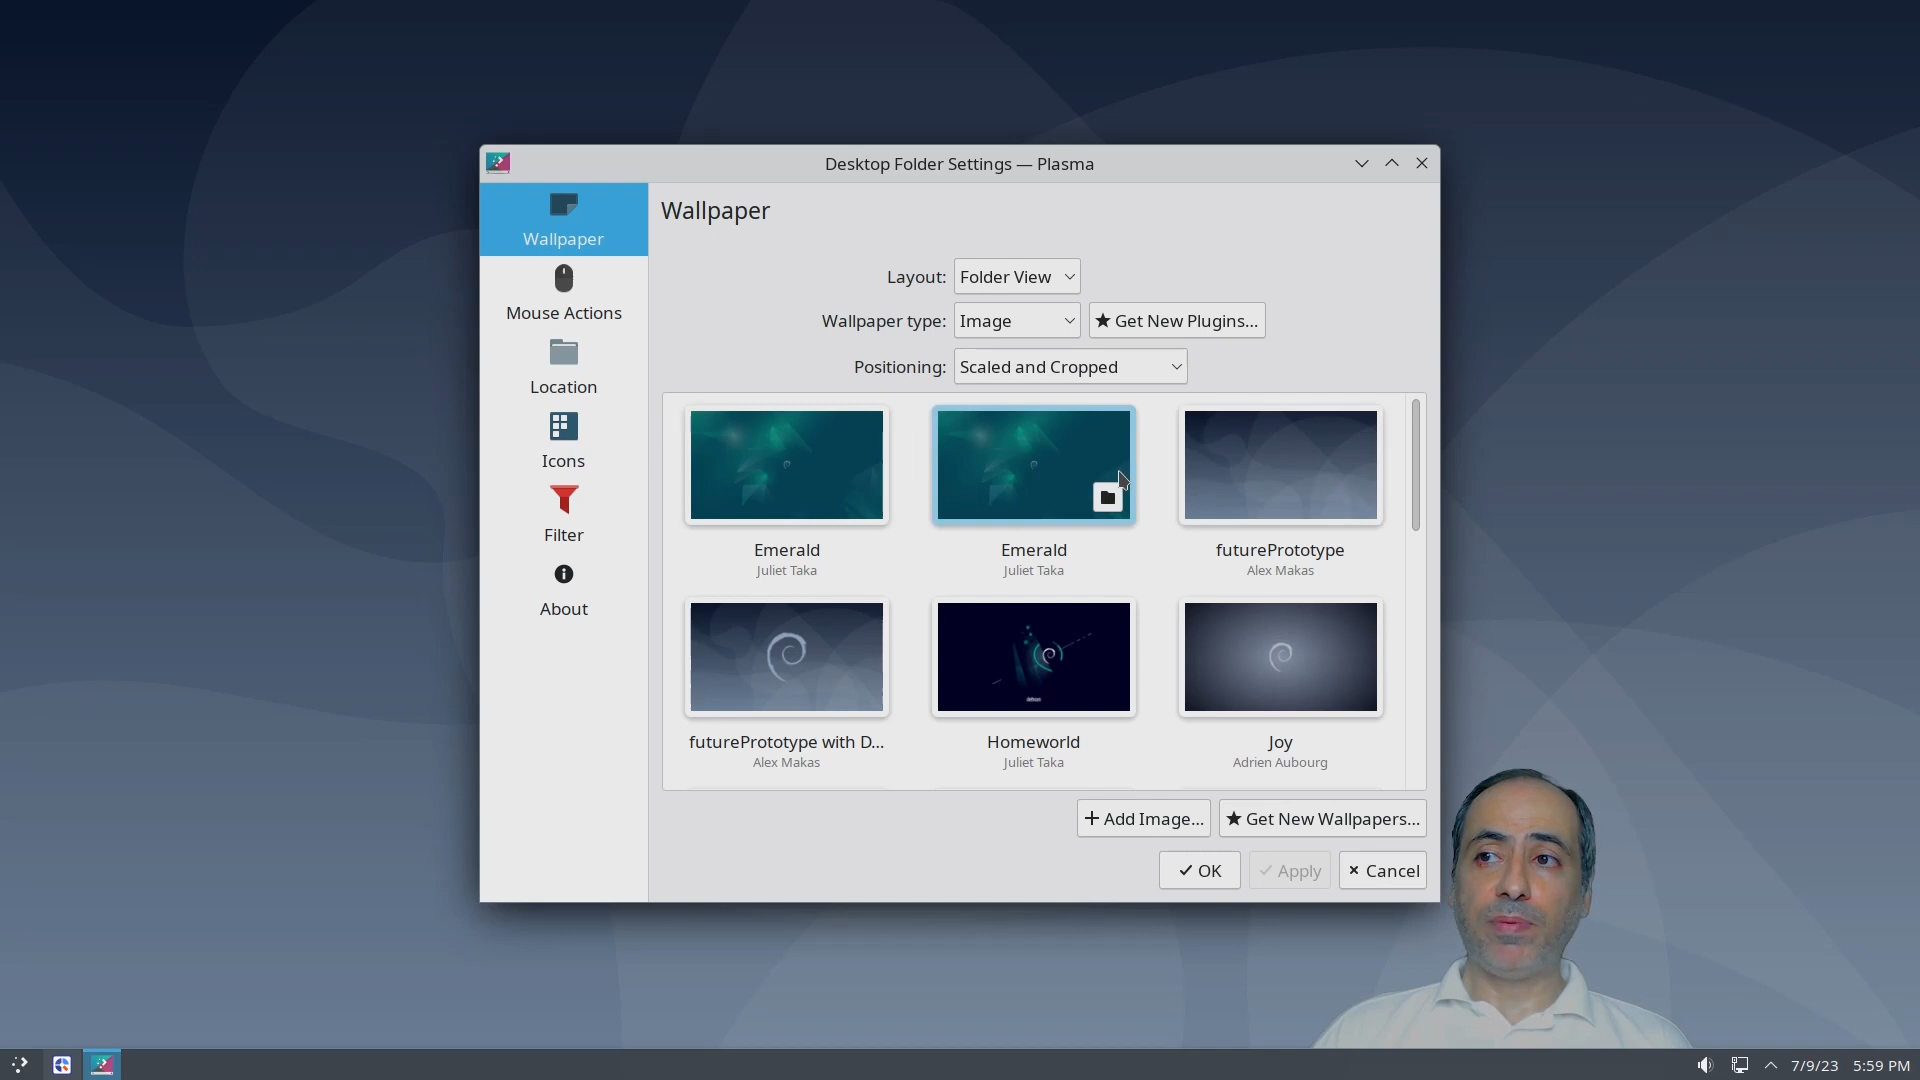 Desktop Folder Settings — Plasma
Wallpaper
Mouse Actions
Location
Icons
Filter
About
Wallpaper
Layout: Folder View
Wallpaper type: Image Get New Plugins...
Positioning: Scaled and Cropped
Emerald
Juliet Taka
Emerald
Juliet Taka
futurePrototype
Alex Makas
futurePrototype with D...
Alex Makas
Homeworld
Juliet Taka
Joy
Adrien Aubourg
Add Image... Get New Wallpapers...
OK Apply Cancel
7/9/23 5:59 PM